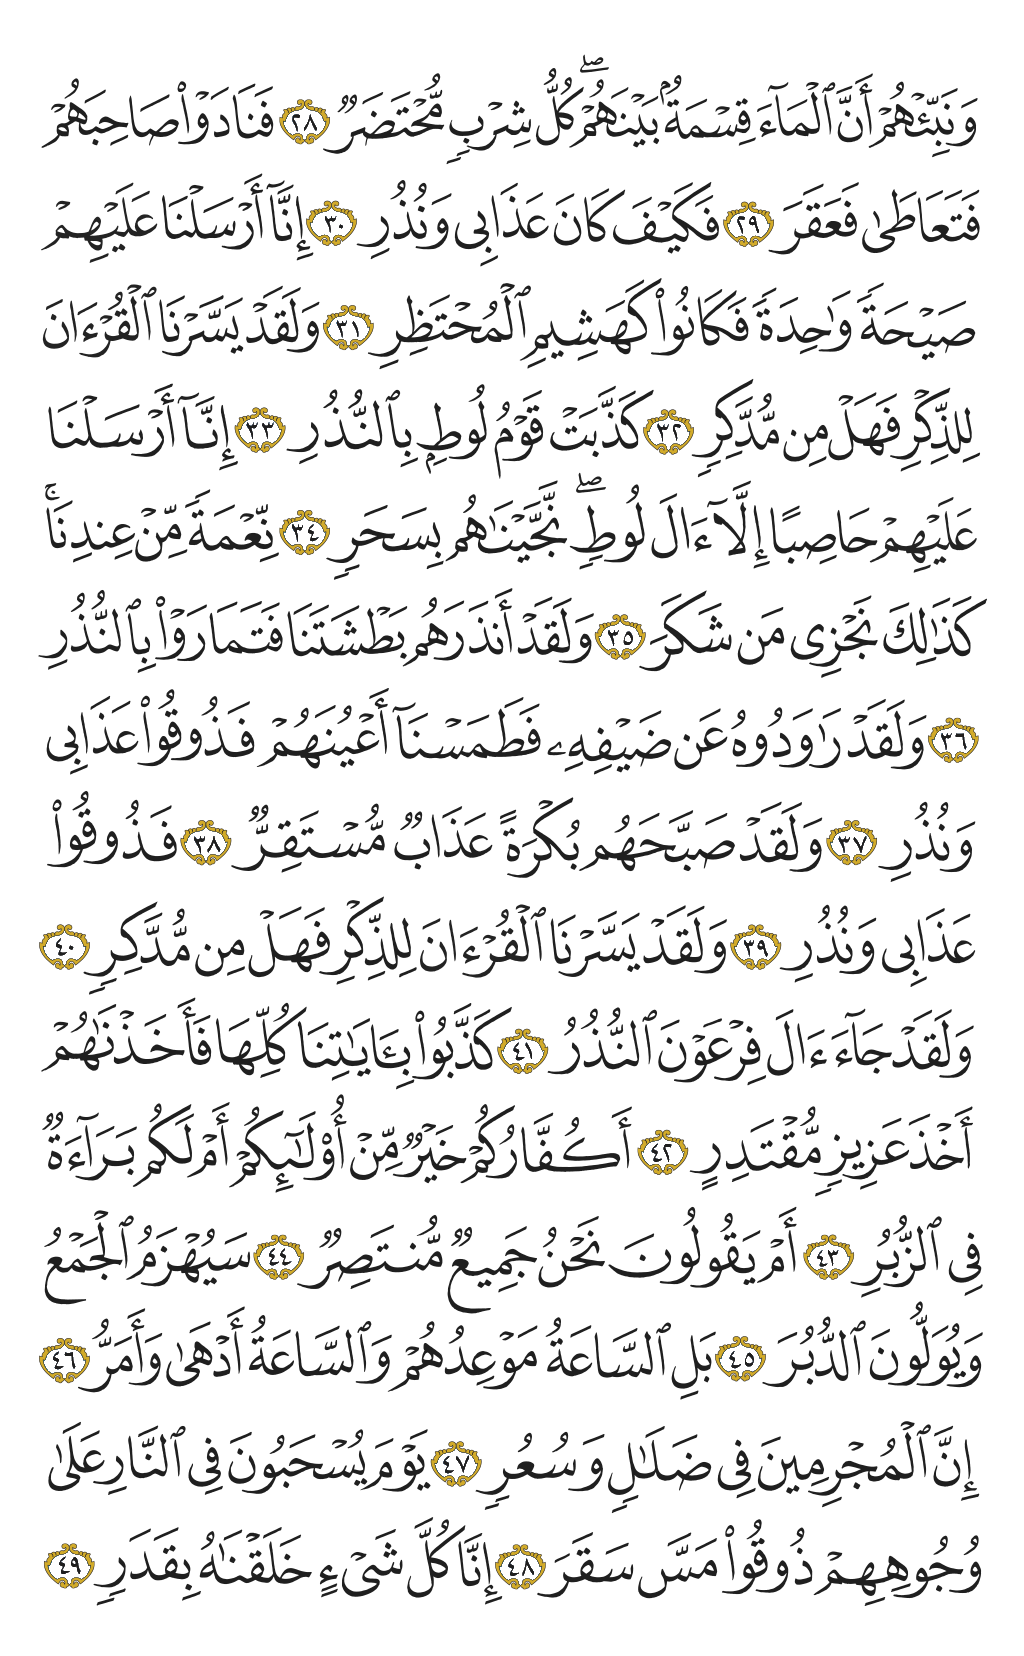 وَنَبِّئْهُمْ أَنَّ ٱلْمَآءَ قِسْمَةٌۢ بَيْنَهُمْۖ كُلُّ شِرْبٍ مُّحْتَضَرٌ ٢٨ فَنَادَوْا۟ صَاحِبَهُمْ
فَتَعَاطَىٰ فَعَقَرَ ٢٩ فَكَيْفَ كَانَ عَذَابِى وَنُذُرِ ٣٠ إِنَّآ أَرْسَلْنَا عَلَيْهِمْ
صَيْحَةً وَٰحِدَةً فَكَانُوا۟ كَهَشِيمِ ٱلْمُحْتَظِرِ ٣١ وَلَقَدْ يَسَّرْنَا ٱلْقُرْءَانَ
لِلذِّكْرِ فَهَلْ مِن مُّدَّكِرٍ ٣٢ كَذَّبَتْ قَوْمُ لُوطٍۭ بِٱلنُّذُرِ ٣٣ إِنَّآ أَرْسَلْنَا
عَلَيْهِمْ حَاصِبًا إِلَّآ ءَالَ لُوطٍۖ نَّجَّيْنَٰهُم بِسَحَرٍ ٣٤ نِّعْمَةً مِّنْ عِندِنَاۚ
كَذَٰلِكَ نَجْزِى مَن شَكَرَ ٣٥ وَلَقَدْ أَنذَرَهُم بَطْشَتَنَا فَتَمَارَوْا۟ بِٱلنُّذُرِ
٣٦ وَلَقَدْ رَٰوَدُوهُ عَن ضَيْفِهِۦ فَطَمَسْنَآ أَعْيُنَهُمْ فَذُوقُوا۟ عَذَابِى
وَنُذُرِ ٣٧ وَلَقَدْ صَبَّحَهُم بُكْرَةً عَذَابٌ مُّسْتَقِرٌّ ٣٨ فَذُوقُوا۟
عَذَابِى وَنُذُرِ ٣٩ وَلَقَدْ يَسَّرْنَا ٱلْقُرْءَانَ لِلذِّكْرِ فَهَلْ مِن مُّدَّكِرٍ ٤٠
وَلَقَدْ جَآءَ ءَالَ فِرْعَوْنَ ٱلنُّذُرُ ٤١ كَذَّبُوا۟ بِـَٔايَٰتِنَا كُلِّهَا فَأَخَذْنَٰهُمْ
أَخْذَ عَزِيزٍ مُّقْتَدِرٍ ٤٢ أَكُفَّارُكُمْ خَيْرٌ مِّنْ أُو۟لَٰٓئِكُمْ أَمْ لَكُم بَرَآءَةٌ
فِى ٱلزُّبُرِ ٤٣ أَمْ يَقُولُونَ نَحْنُ جَمِيعٌ مُّنتَصِرٌ ٤٤ سَيُهْزَمُ ٱلْجَمْعُ
وَيُوَلُّونَ ٱلدُّبُرَ ٤٥ بَلِ ٱلسَّاعَةُ مَوْعِدُهُمْ وَٱلسَّاعَةُ أَدْهَىٰ وَأَمَرُّ ٤٦
إِنَّ ٱلْمُجْرِمِينَ فِى ضَلَٰلٍ وَسُعُرٍ ٤٧ يَوْمَ يُسْحَبُونَ فِى ٱلنَّارِ عَلَىٰ
وُجُوهِهِمْ ذُوقُوا۟ مَسَّ سَقَرَ ٤٨ إِنَّا كُلَّ شَىْءٍ خَلَقْنَٰهُ بِقَدَرٍ ٤٩